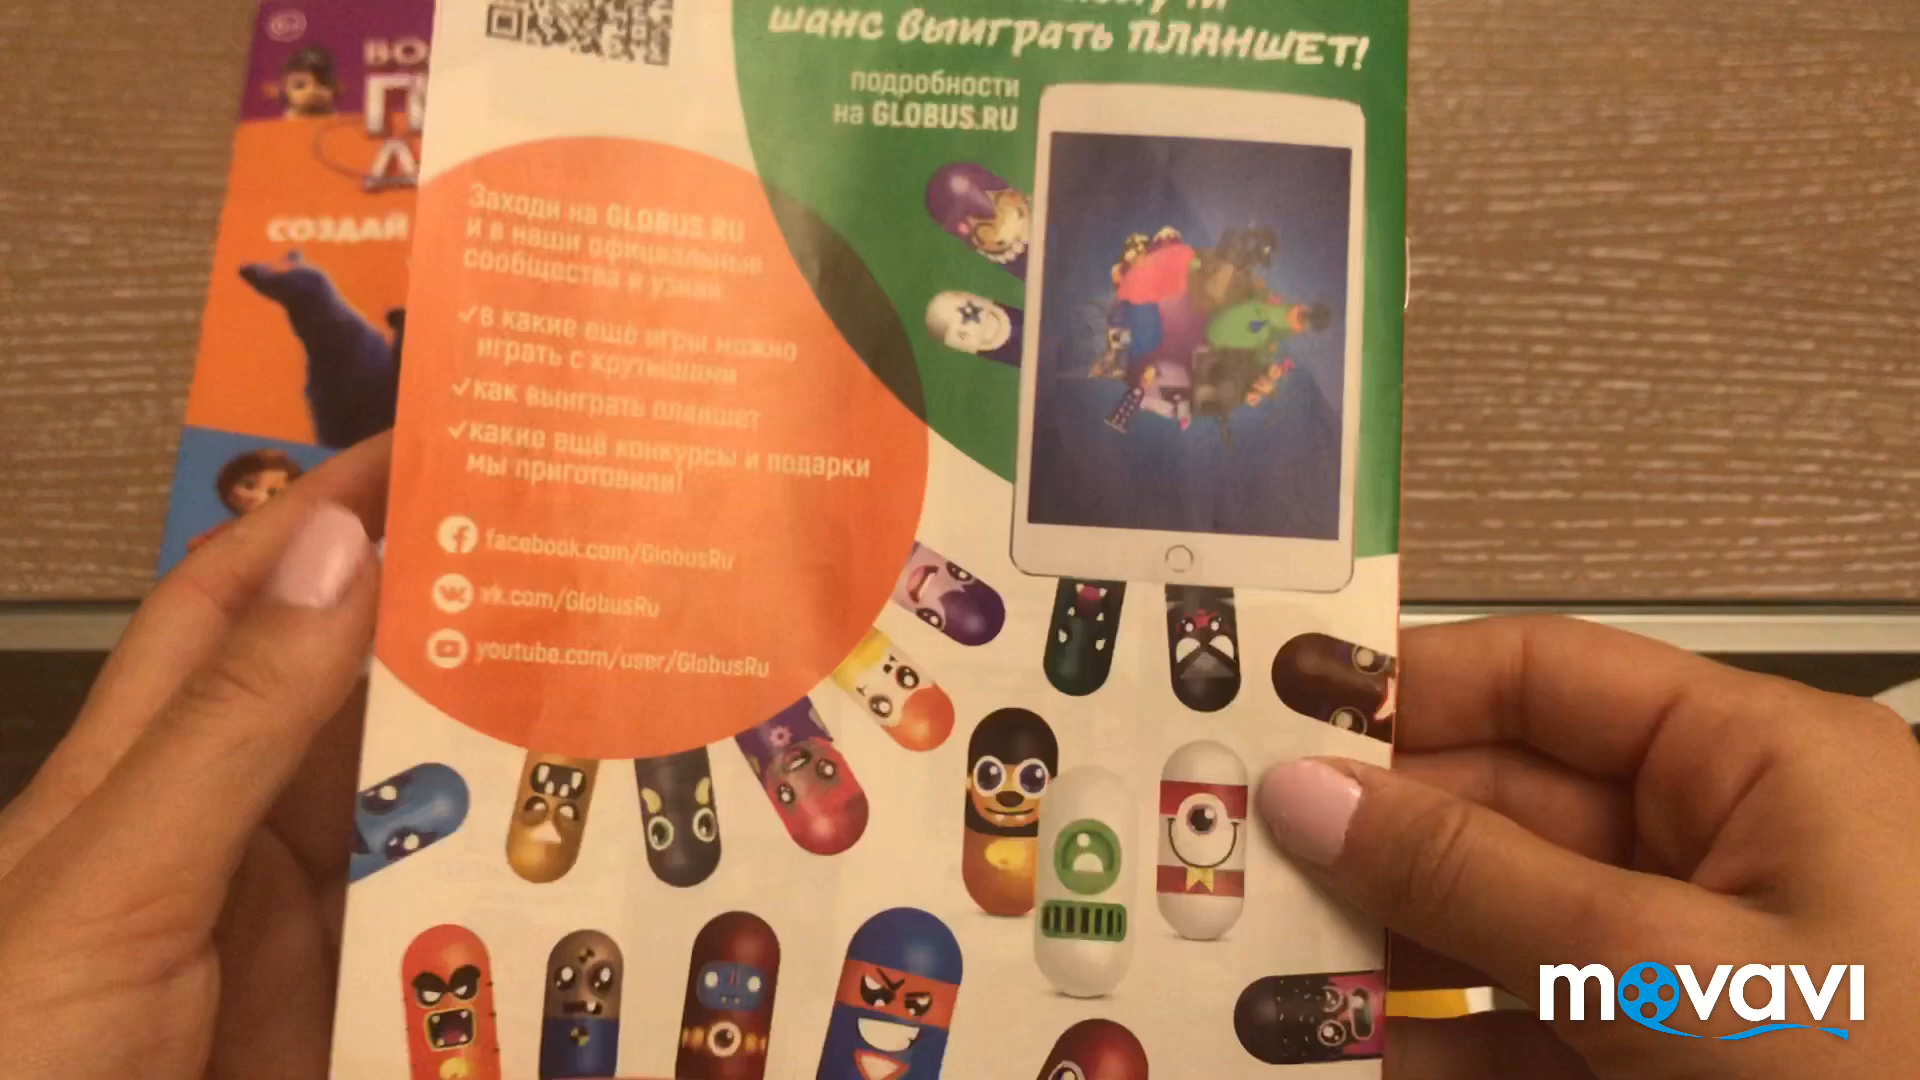 шанс выиграть ПЛАНШЕТ!
подробности
на GLOBUS.RU
6+
СОЗДАЙ
Заходи на GLOBUS.RU
и в наши официальные
сообщества и узнай:
✓в какие ещё игры можно
играть с крутышами
✓как выиграть планшет
✓какие ещё конкурсы и подарки
мы приготовили!
facebook.com/GlobusRu
vk.com/GlobusRu
youtube.com/user/GlobusRu
movavi